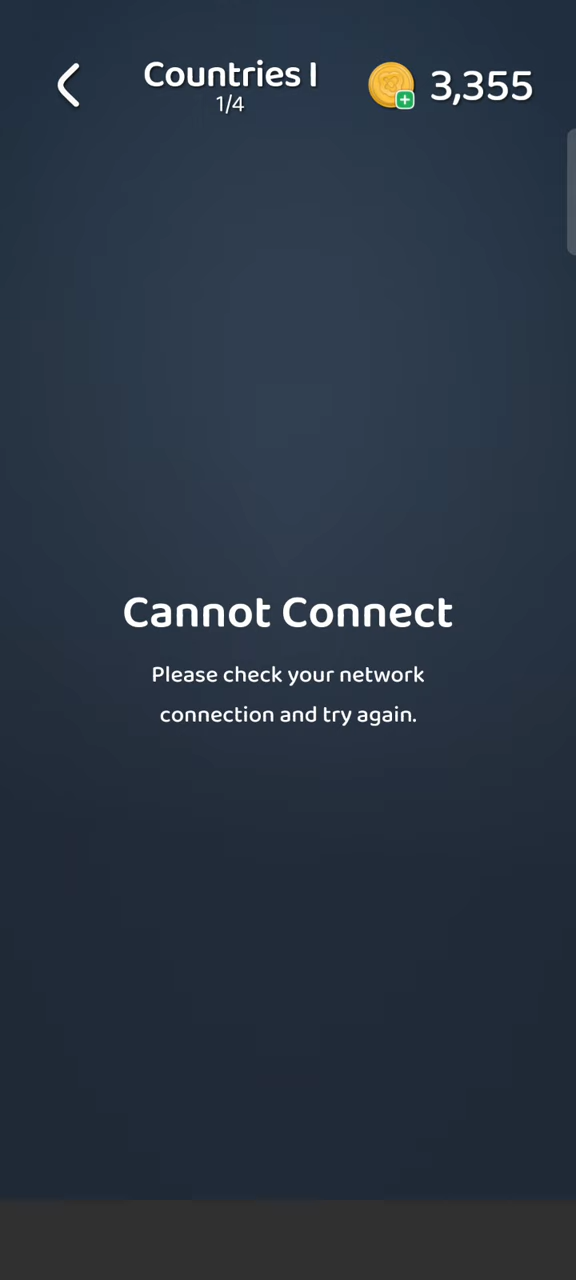 Countries I
1/4
3,355
Cannot Connect
Please check your network
connection and try again.